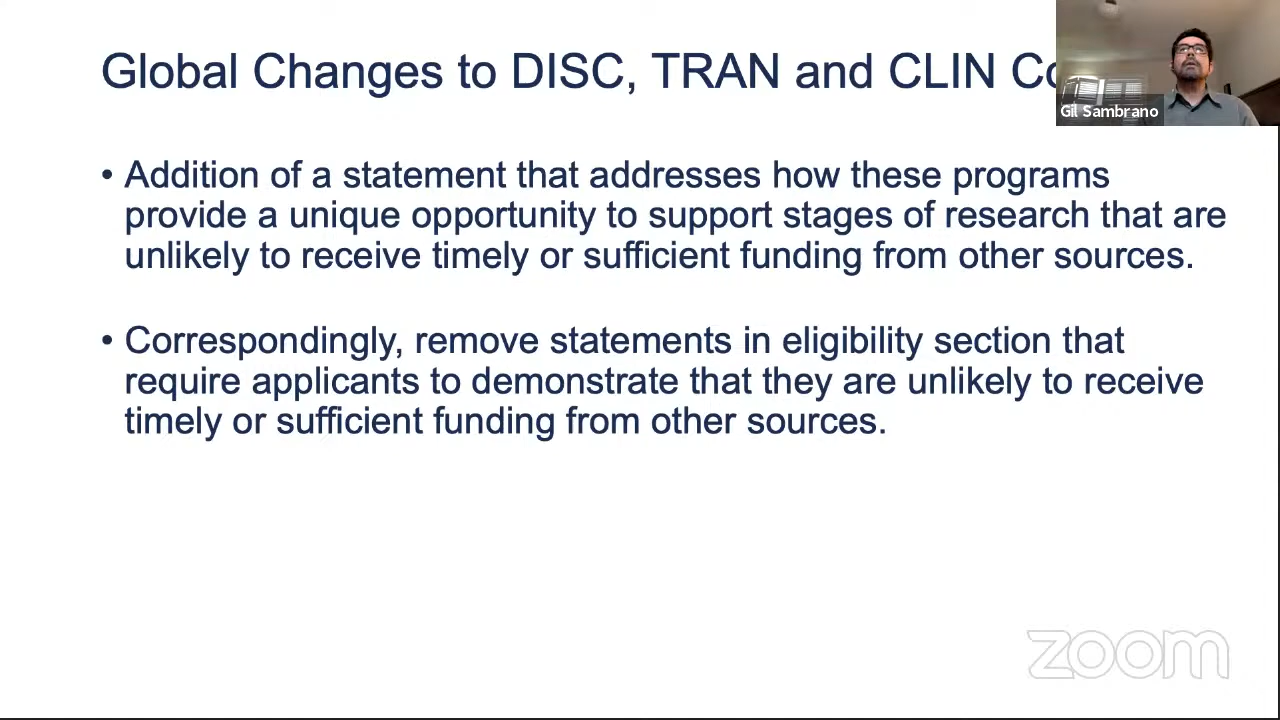 Global Changes to DISC, TRAN and CLIN
Gil Sambrano
• Addition of a statement that addresses how these programs
provide a unique opportunity to support stages of research that are
unlikely to receive timely or sufficient funding from other sources.
• Correspondingly, remove statements in eligibility section that
require applicants to demonstrate that they are unlikely to receive
timely or sufficient funding from other sources.
zoom